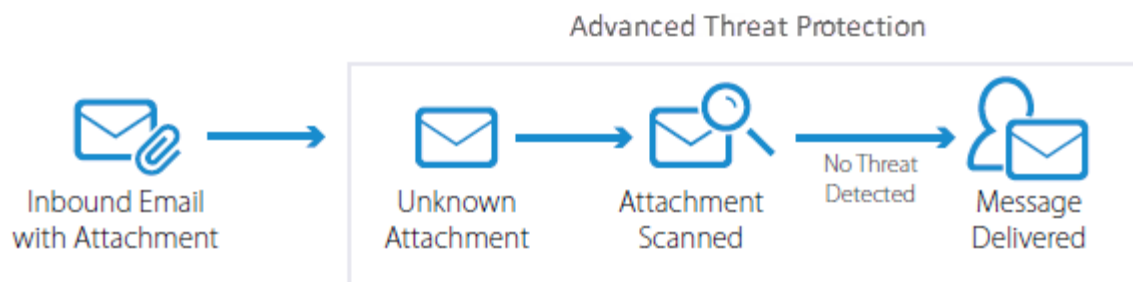 Advanced Threat Protection
Inbound Email
with Attachment
Unknown
Attachment
Attachment
Scanned
No Threat
Detected
Message
Delivered